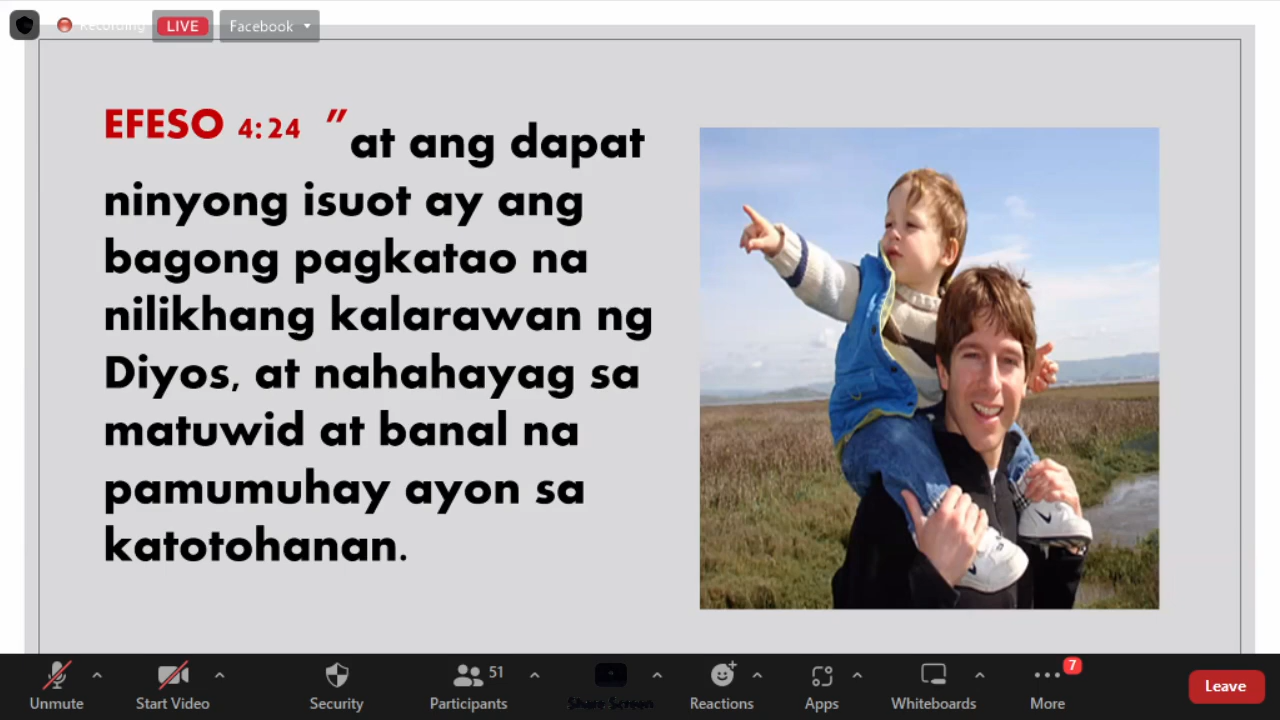 Recording LIVE Facebook
EFESO 4:24 "at ang dapat
ninyong isuot ay ang
bagong pagkatao na
nilikhang kalarawan ng
Diyos, at nahahayag sa
matuwid at banal na
pamumuhay ayon sa
katotohanan.
51 7
Unmute Start Video Security Participants Share Screen Reactions Apps Whiteboards More Leave